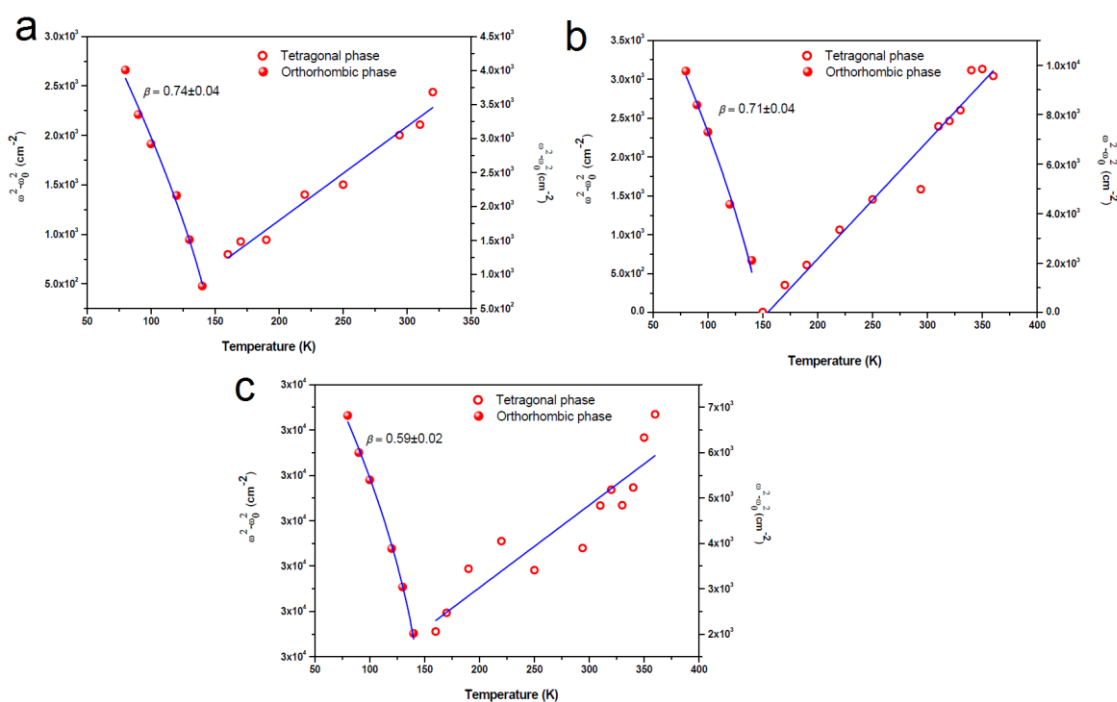 a
3.0x10³
2.5x10³
2.0x10³
1.5x10³
1.0x10³
5.0x10²
ω²-ω₀² (cm⁻²)
Tetragonal phase
Orthorhombic phase
β = 0.74±0.04
4.5x10³
4.0x10³
3.5x10³
3.0x10³
2.5x10³
2.0x10³
1.5x10³
1.0x10³
5.0x10²
ω²-ω₀² (cm⁻²)
50 100 150 200 250 300 350
Temperature (K)
b
3.5x10³
3.0x10³
2.5x10³
2.0x10³
1.5x10³
1.0x10³
5.0x10²
0.0
ω²-ω₀² (cm⁻²)
Tetragonal phase
Orthorhombic phase
β = 0.71±0.04
1.0x10⁴
8.0x10³
6.0x10³
4.0x10³
2.0x10³
0.0
ω²-ω₀² (cm⁻²)
50 100 150 200 250 300 350 400
Temperature (K)
c
3x10⁴
3x10⁴
3x10⁴
3x10⁴
3x10⁴
3x10⁴
3x10⁴
ω²-ω₀² (cm⁻²)
Tetragonal phase
Orthorhombic phase
β = 0.59±0.02
7x10³
6x10³
5x10³
4x10³
3x10³
2x10³
ω²-ω₀² (cm⁻²)
50 100 150 200 250 300 350 400
Temperature (K)